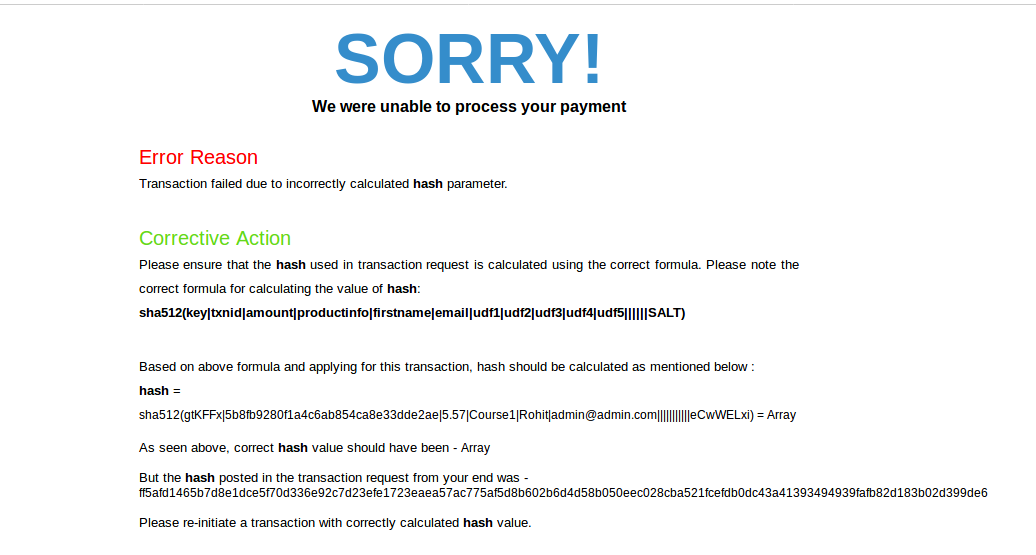 SORRY!
We were unable to process your payment
Error Reason
Transaction failed due to incorrectly calculated hash parameter.
Corrective Action
Please ensure that the hash used in transaction request is calculated using the correct formula. Please note the
correct formula for calculating the value of hash:
sha512(key|txnid|amount|productinfo|firstname|email|udf1|udf2|udf3|udf4|udf5||||||SALT)
Based on above formula and applying for this transaction, hash should be calculated as mentioned below :
hash =
sha512(gtKFFx|5b8fb9280f1a4c6ab854ca8e33dde2ae|5.57|Course1|Rohit|admin@admin.com|||||||||||eCwWELxi) = Array
As seen above, correct hash value should have been - Array
But the hash posted in the transaction request from your end was -
ff5afd1465b7d8e1dce5f70d336e92c7d23efe1723eaea57ac775af5d8b602b6d4d58b050eec028cba521fcefdb0dc43a41393494939fafb82d183b02d399de6
Please re-initiate a transaction with correctly calculated hash value.